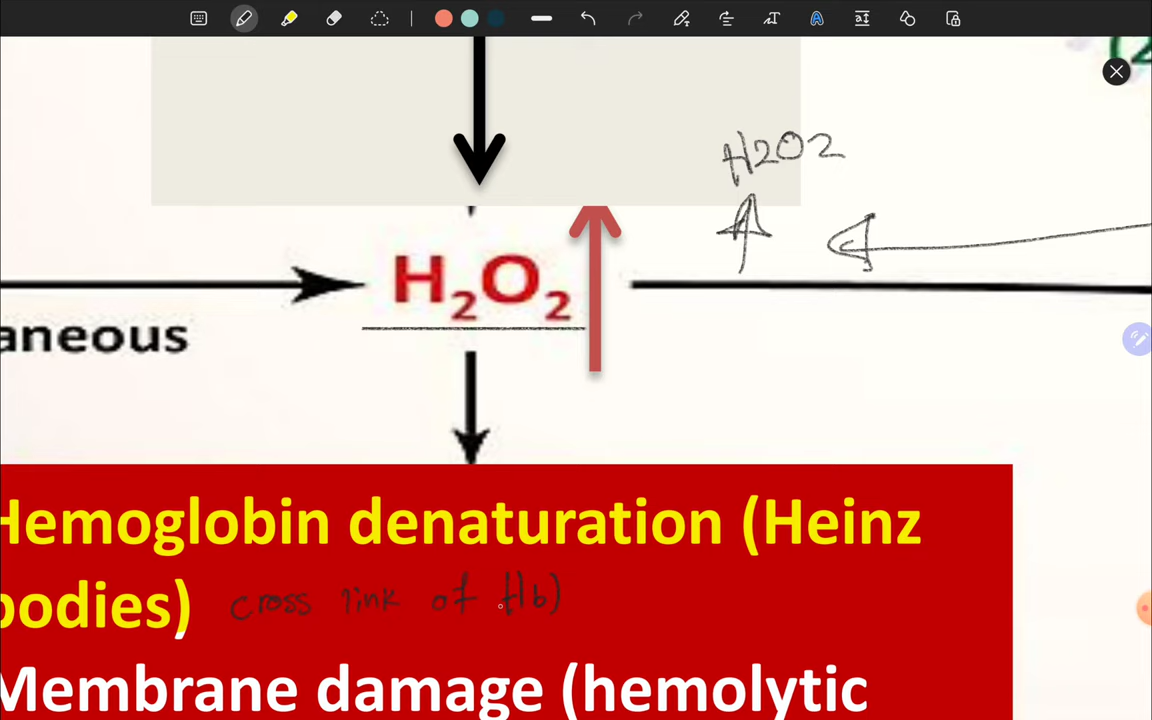 H2O2
H₂O₂
aneous
Hemoglobin denaturation (Heinz
bodies) cross link of Hb)
Membrane damage (hemolytic